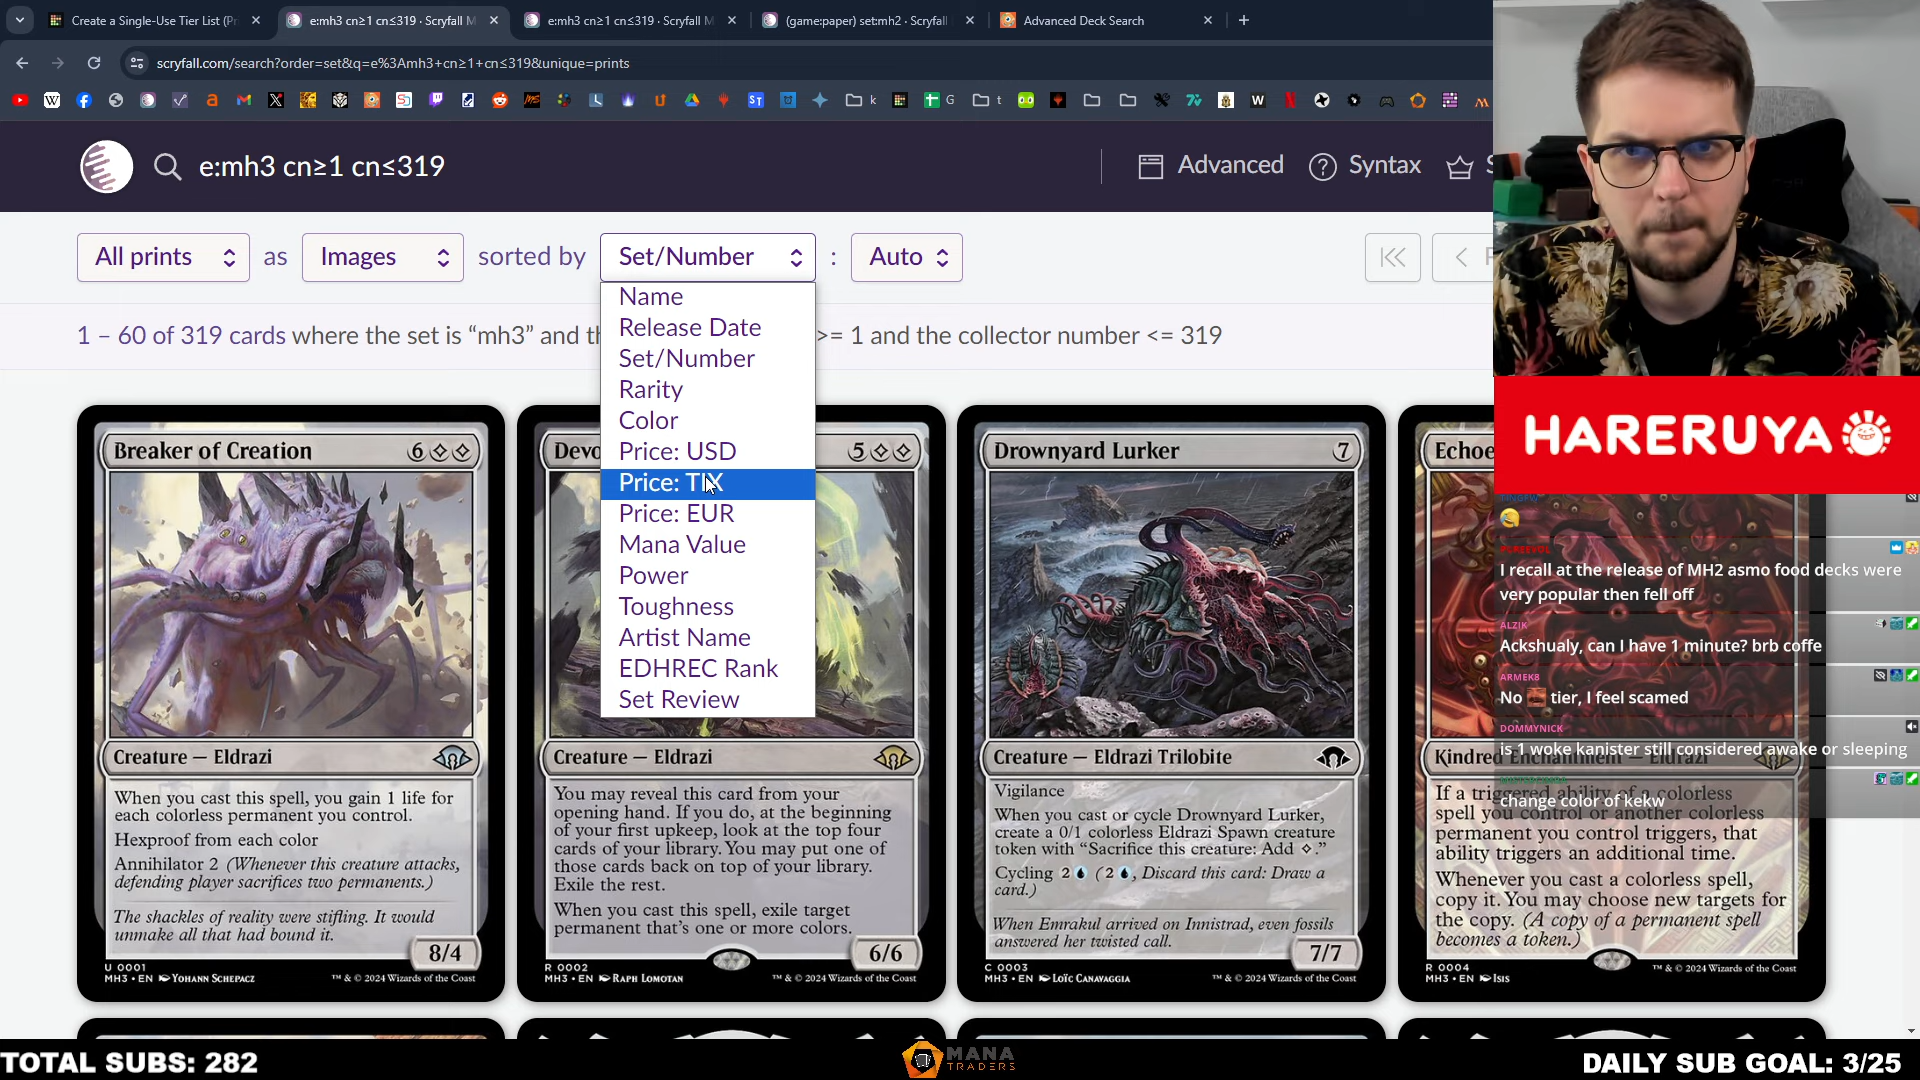 Create a Single-Use Tier List (Pr
e:mh3 cn≥1 cn≤319 · Scryfall M
e:mh3 cn≥1 cn≤319 · Scryfall M
(game:paper) set:mh2 · Scryfall
Advanced Deck Search
scryfall.com/search?order=set&q=e%3Amh3+cn≥1+cn≤319&unique=prints
e:mh3 cn≥1 cn≤319
Advanced
Syntax
S
All prints
as
Images
sorted by
Set/Number
:
Auto
Name
Release Date
Set/Number
Rarity
Color
Price: USD
Price: TIX
Price: EUR
Mana Value
Power
Toughness
Artist Name
EDHREC Rank
Set Review
1 – 60 of 319 cards where the set is “mh3” and th
>= 1 and the collector number <= 319
Breaker of Creation 6
Creature — Eldrazi
When you cast this spell, you gain 1 life for
each colorless permanent you control.
Hexproof from each color
Annihilator 2 (Whenever this creature attacks,
defending player sacrifices two permanents.)
The shackles of reality were stifling. It would
unmake all that had bound it.
8/4
U 0001
MH3 • EN Yohann Schepacz
™ & © 2024 Wizards of the Coast
Devo
5
Creature — Eldrazi
You may reveal this card from your
opening hand. If you do, at the beginning
of your first upkeep, look at the top four
cards of your library. You may put one of
those cards back on top of your library.
Exile the rest.
When you cast this spell, exile target
permanent that’s one or more colors.
6/6
R 0002
MH3 • EN Raph Lomotan
™ & © 2024 Wizards of the Coast
Drownyard Lurker 7
Creature — Eldrazi Trilobite
Vigilance
When you cast or cycle Drownyard Lurker,
create a 0/1 colorless Eldrazi Spawn creature
token with “Sacrifice this creature: Add .”
Cycling 2 (2 , Discard this card: Draw a
card.)
When Emrakul arrived on Innistrad, even fossils
answered her twisted call.
7/7
C 0003
MH3 • EN Loïc Canavaggia
™ & © 2024 Wizards of the Coast
Echoe
Kindred Enchantment — Eldrazi
If a triggered ability of a colorless
spell you control or another colorless
permanent you control triggers, that
ability triggers an additional time.
Whenever you cast a colorless spell,
copy it. You may choose new targets for
the copy. (A copy of a permanent spell
becomes a token.)
R 0004
MH3 • EN Isis
™ & © 2024 Wizards of the Coast
HARERUYA
I recall at the release of MH2 asmo food decks were
very popular then fell off
ALZIK
Ackshualy, can I have 1 minute? brb coffe
ARMEK8
No tier, I feel scamed
DOMMYNICK
is 1 woke kanister still considered awake or sleeping
change color of kekw
TOTAL SUBS: 282
MANA
TRADERS
DAILY SUB GOAL: 3/25